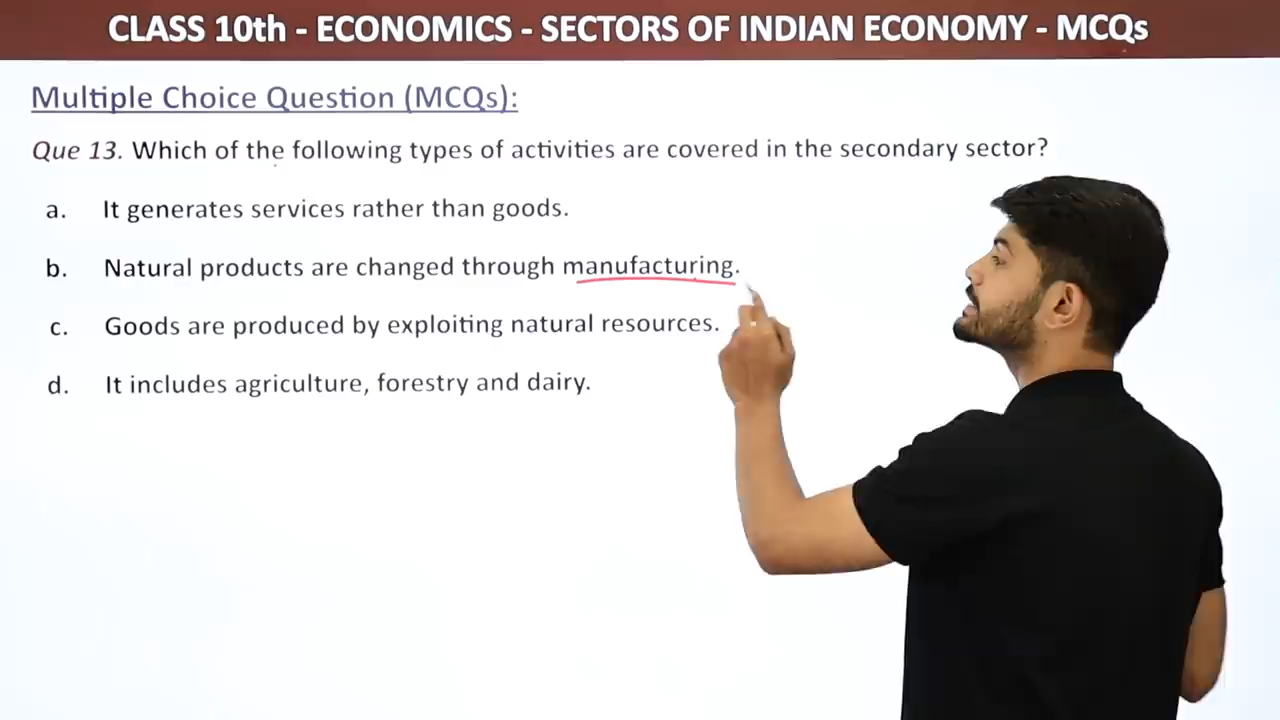 CLASS 10th - ECONOMICS - SECTORS OF INDIAN ECONOMY - MCQs
Multiple Choice Question (MCQs):
Que 13. Which of the following types of activities are covered in the secondary sector?
a. It generates services rather than goods.
b. Natural products are changed through manufacturing.
c. Goods are produced by exploiting natural resources.
d. It includes agriculture, forestry and dairy.